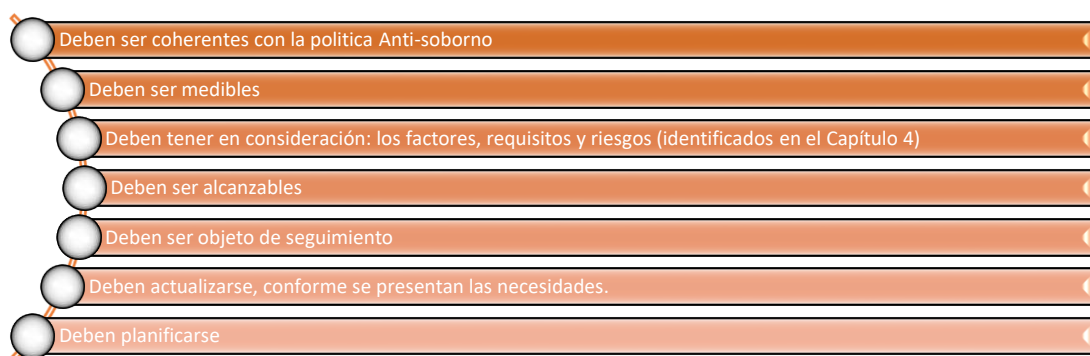 Deben ser coherentes con la politica Anti-soborno
Deben ser medibles
Deben tener en consideración: los factores, requisitos y riesgos (identificados en el Capítulo 4)
Deben ser alcanzables
Deben ser objeto de seguimiento
Deben actualizarse, conforme se presentan las necesidades.
Deben planificarse